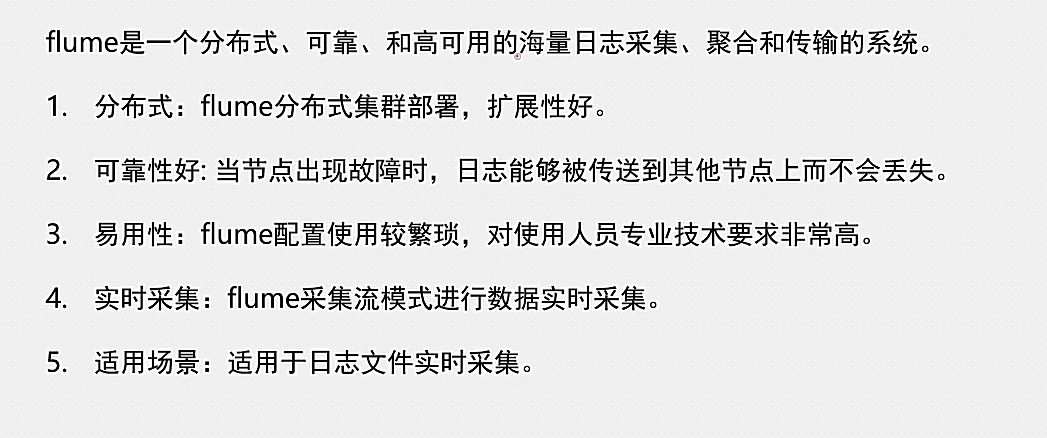 flume是一个分布式、可靠、和高可用的海量日志采集、聚合和传输的系统。
1. 分布式：flume分布式集群部署，扩展性好。
2. 可靠性好: 当节点出现故障时，日志能够被传送到其他节点上而不会丢失。
3. 易用性：flume配置使用较繁琐，对使用人员专业技术要求非常高。
4. 实时采集：flume采集流模式进行数据实时采集。
5. 适用场景：适用于日志文件实时采集。